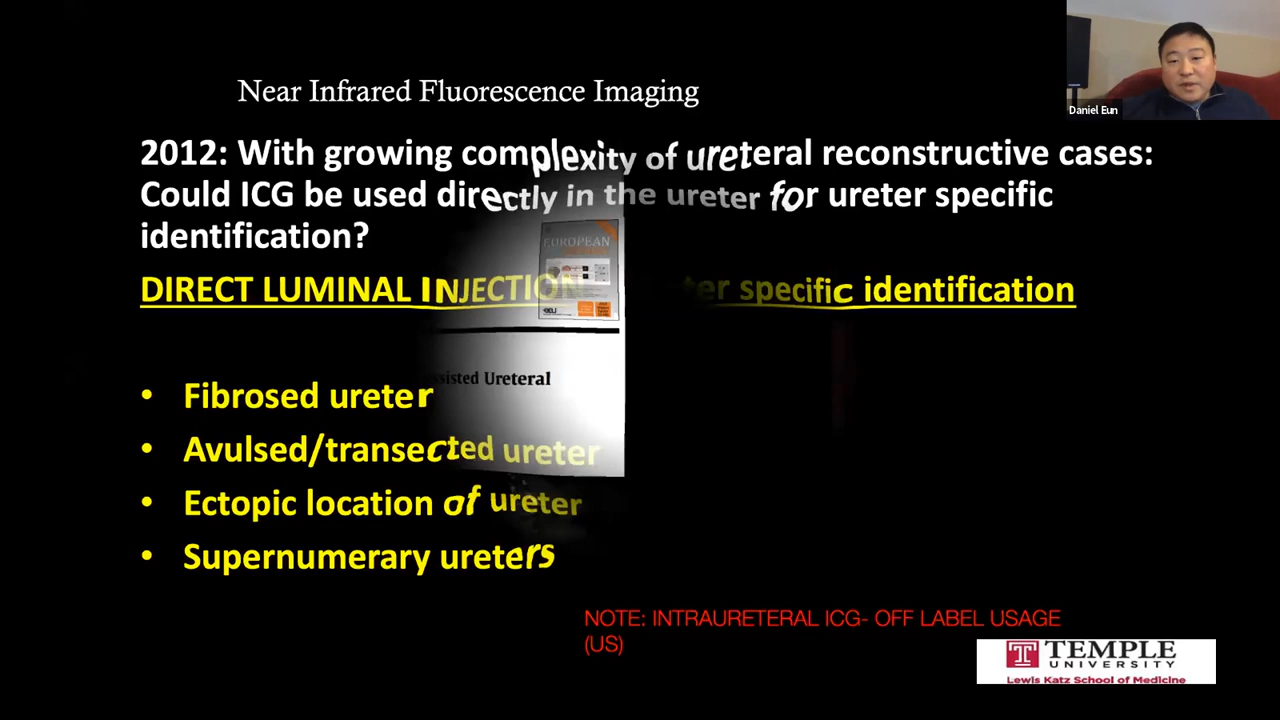 Daniel Eun
Near Infrared Fluorescence Imaging
2012: With growing complexity of ureteral reconstructive cases:
Could ICG be used directly in the ureter for ureter specific
identification?
EUROPEAN
DIRECT LUMINAL INJECTION specific identification
Ureteral
• Fibrosed ureter
• Avulsed/transected ureter
• Ectopic location of ureter
• Supernumerary ureters
NOTE: INTRAURETERAL ICG- OFF LABEL USAGE
(US)
TEMPLE
UNIVERSITY
Lewis Katz School of Medicine